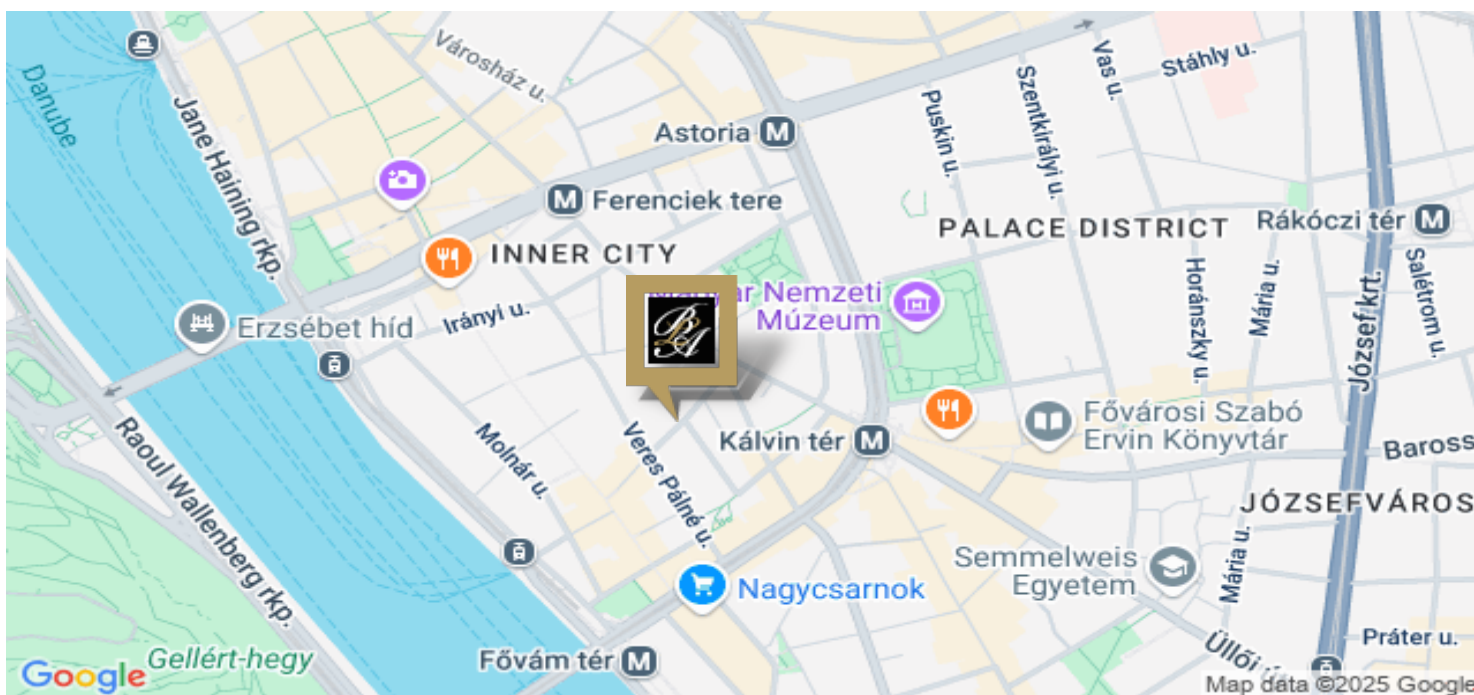 Danube
Jane Haining rkp.
Városház u.
Astoria
M
Ferenciek tere
M
INNER CITY
Puskin u.
Szentkirályi u.
Vas u.
Stáhly u.
PALACE DISTRICT
Rákóczi tér
M
Nemzeti
Múzeum
Irányi u.
Erzsébet híd
Horánszky u.
Mária u.
József krt.
Salétrom u.
Molnár u.
Veres Pálné u.
Kálvin tér
M
Fővárosi Szabó
Ervin Könyvtár
Baross
JÓZSEFVÁROS
Raoul Wallenberg rkp.
Semmelweis
Egyetem
Mária u.
Nagycsarnok
Üllői
Práter u.
Gellért-hegy
Fővám tér
M
Google
Map data ©2025 Google